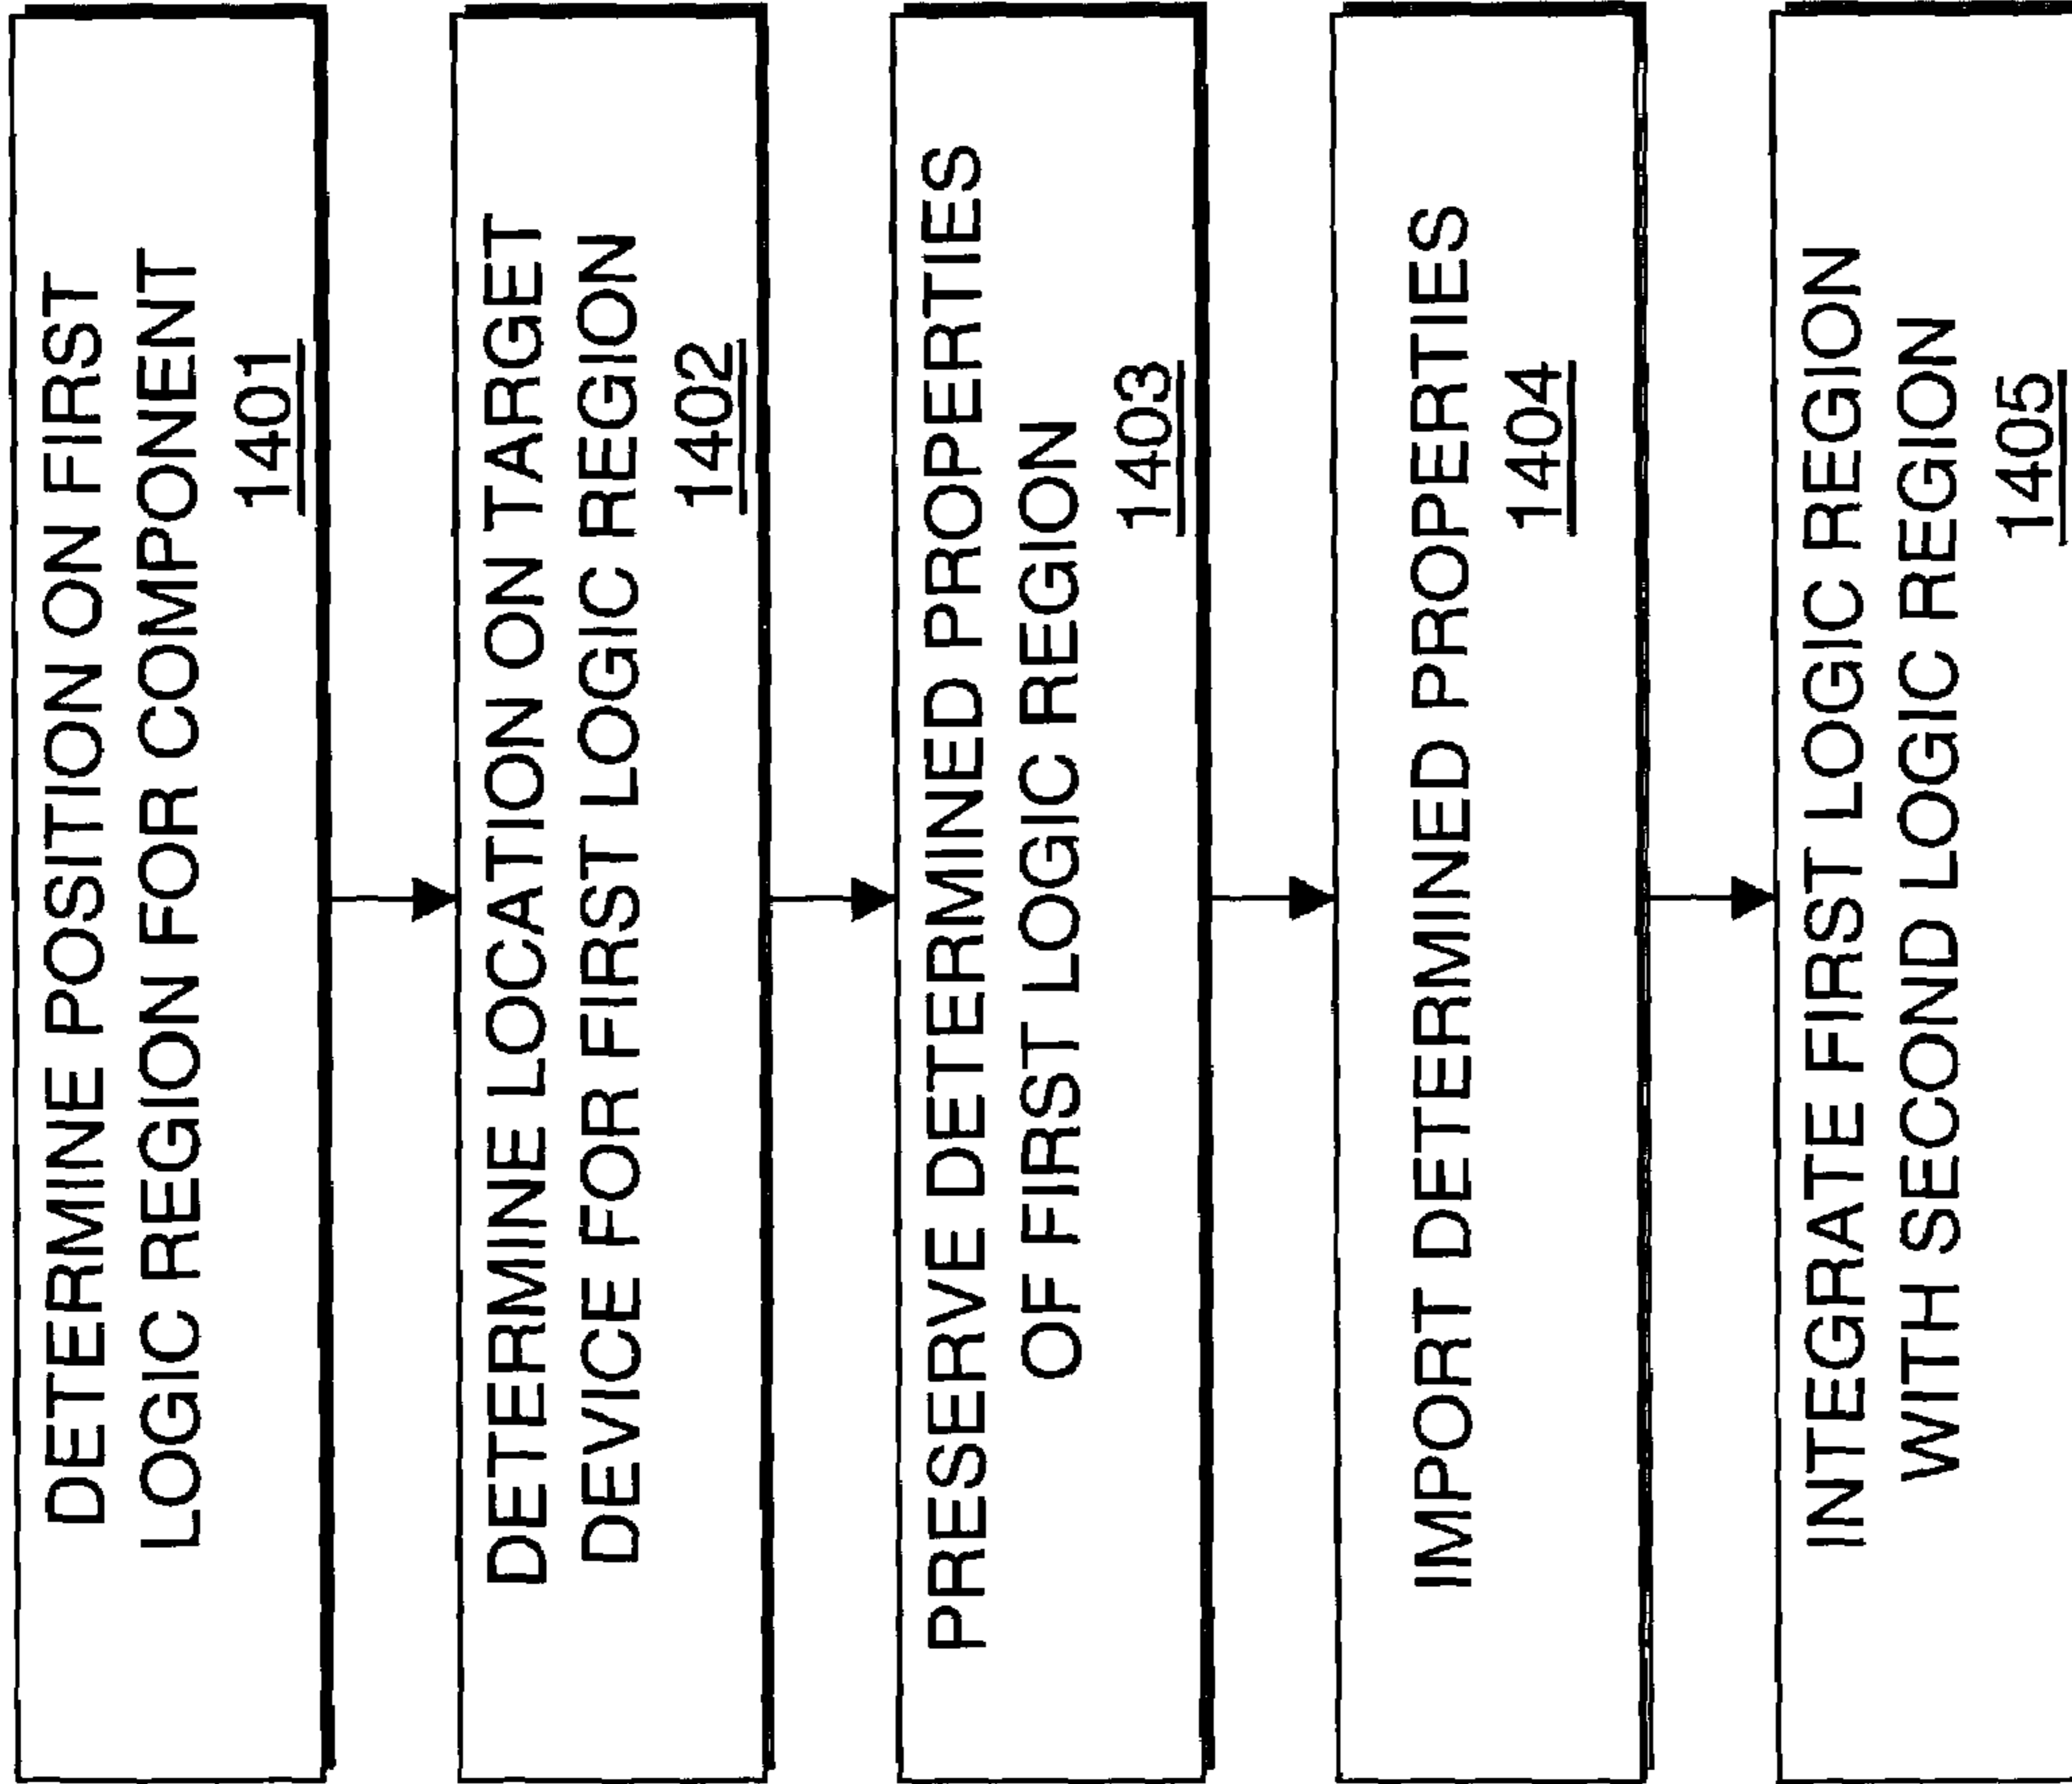 DETERMINE POSITION ON FIRST
LOGIC REGION FOR COMPONENT
1401
DETERMINE LOCATION ON TARGET
DEVICE FOR FIRST LOGIC REGION
1402
PRESERVE DETERMINED PROPERTIES
OF FIRST LOGIC REGION
1403
IMPORT DETERMINED PROPERTIES
1404
INTEGRATE FIRST LOGIC REGION
WITH SECOND LOGIC REGION
1405